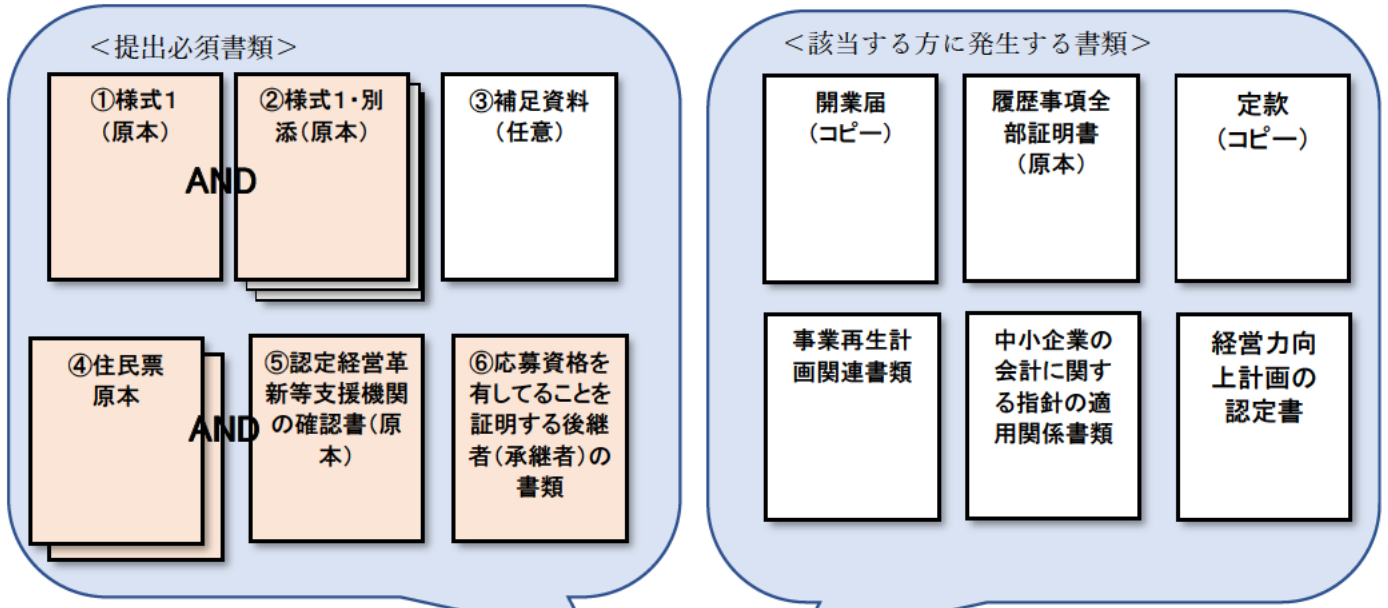 <提出必須書類>
①様式1
(原本)
AND
②様式1・別
添(原本)
③補足資料
(任意)
④住民票
原本
AND
⑤認定経営革
新等支援機関
の確認書(原
本)
⑥応募資格を
有してることを
証明する後継
者(承継者)の
書類
<該当する方に発生する書類>
開業届
(コピー)
履歴事項全
部証明書
(原本)
定款
(コピー)
事業再生計
画関連書類
中小企業の
会計に関す
る指針の適
用関係書類
経営力向
上計画の
認定書